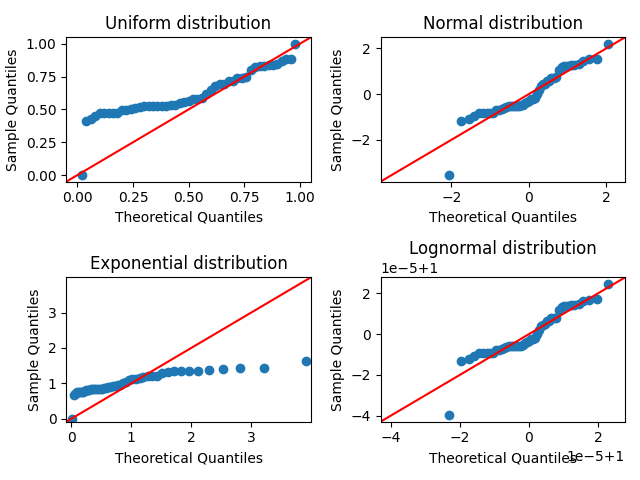 Uniform distribution
1.00
0.75
0.50
0.25
0.00
Sample Quantiles
0.00 0.25 0.50 0.75 1.00
Theoretical Quantiles
Normal distribution
2
0
−2
Sample Quantiles
−2 0 2
Theoretical Quantiles
Exponential distribution
3
2
1
0
Sample Quantiles
0 1 2 3
Theoretical Quantiles
Lognormal distribution
1e−5+1
2
0
−2
−4
Sample Quantiles
−4 −2 0 2
Theoretical Quantiles
1e−5+1